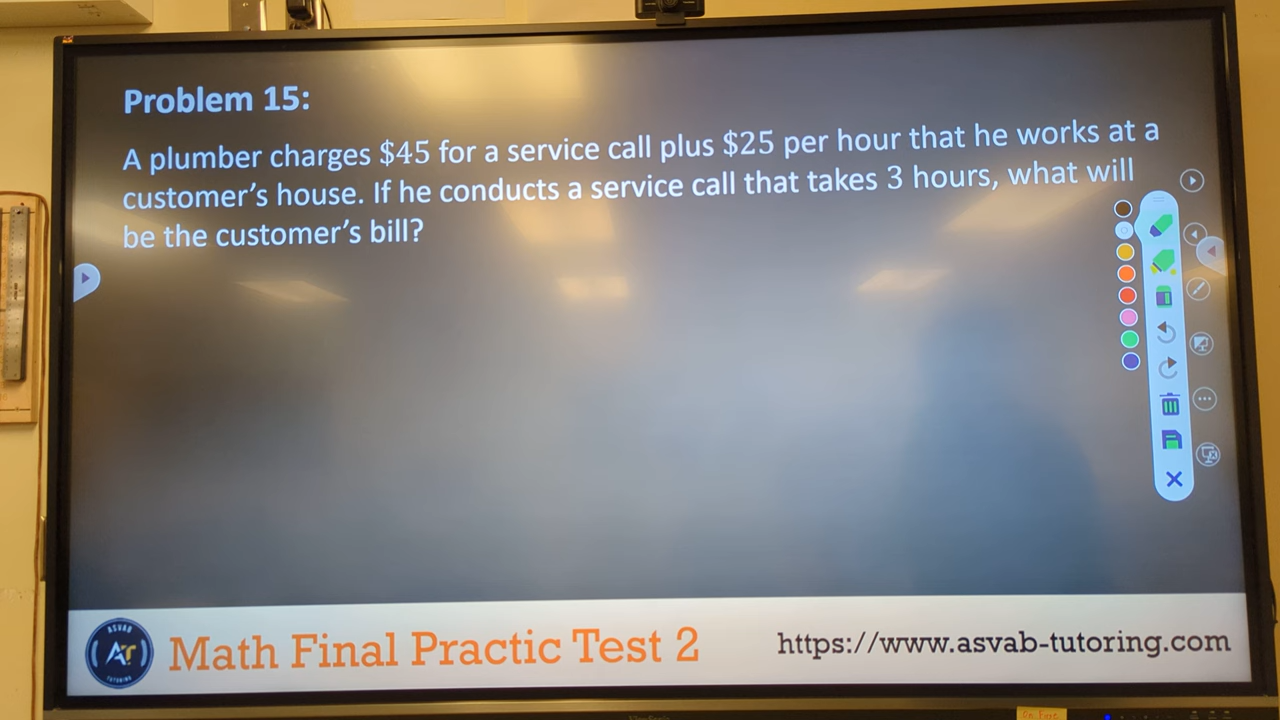 Problem 15:
A plumber charges $45 for a service call plus $25 per hour that he works at a
customer's house. If he conducts a service call that takes 3 hours, what will
be the customer's bill?
ASVAB
AT
TUTORING
Math Final Practic Test 2
https://www.asvab-tutoring.com